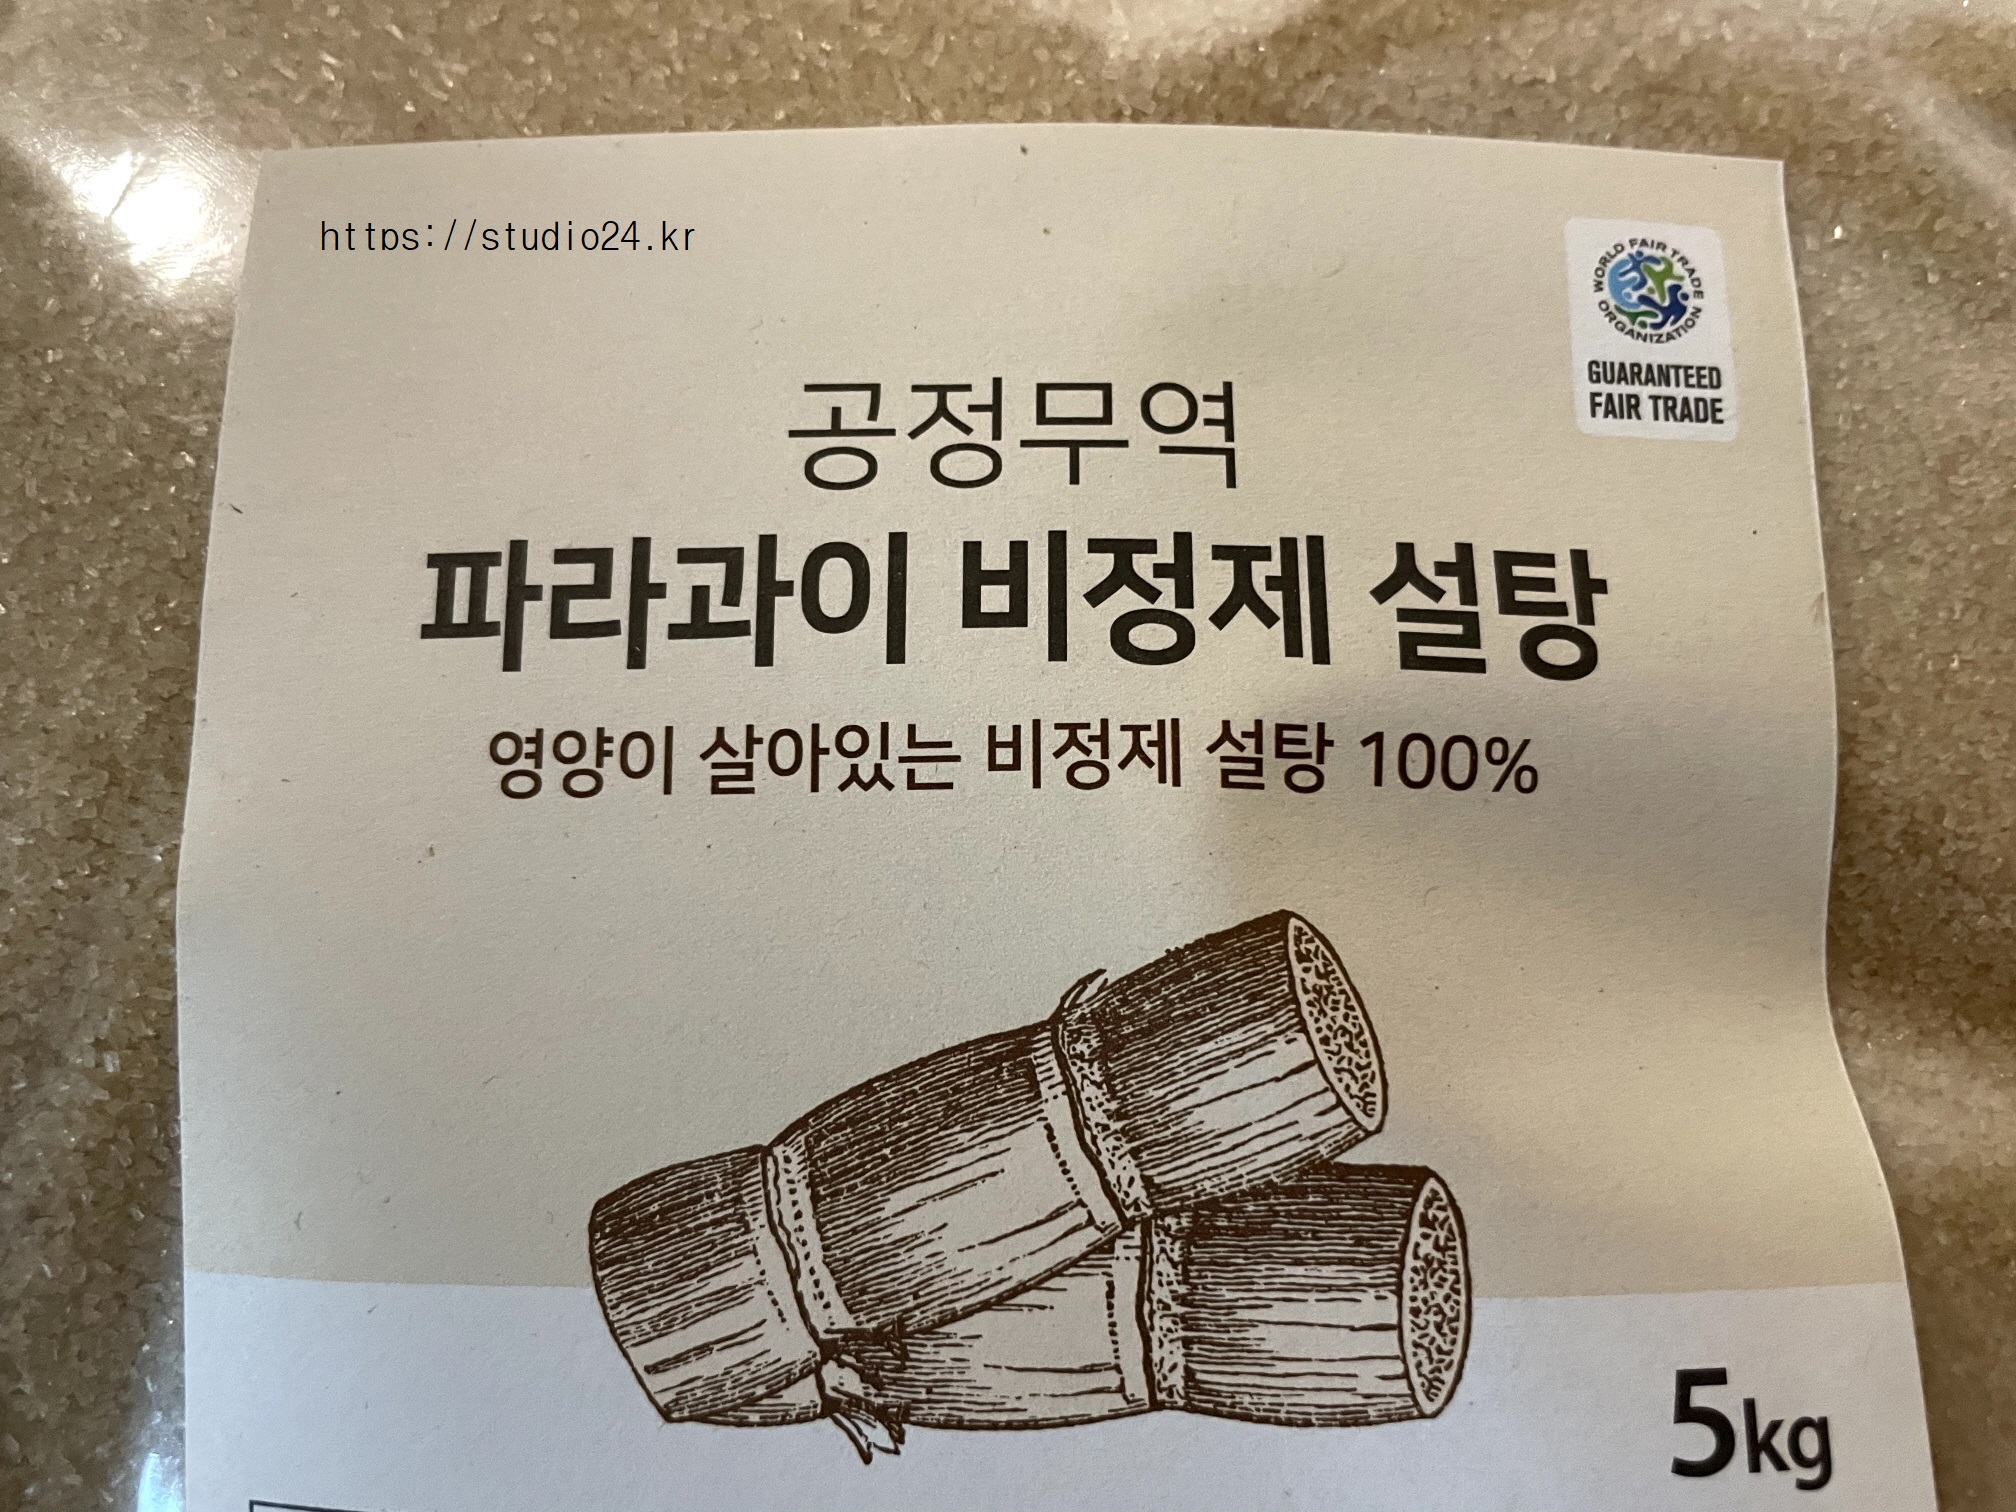 https://studio24.kr
WORLD FAIR TRADE ORGANIZATION
GUARANTEED
FAIR TRADE
공정무역
파라과이 비정제 설탕
영양이 살아있는 비정제 설탕 100%
5kg